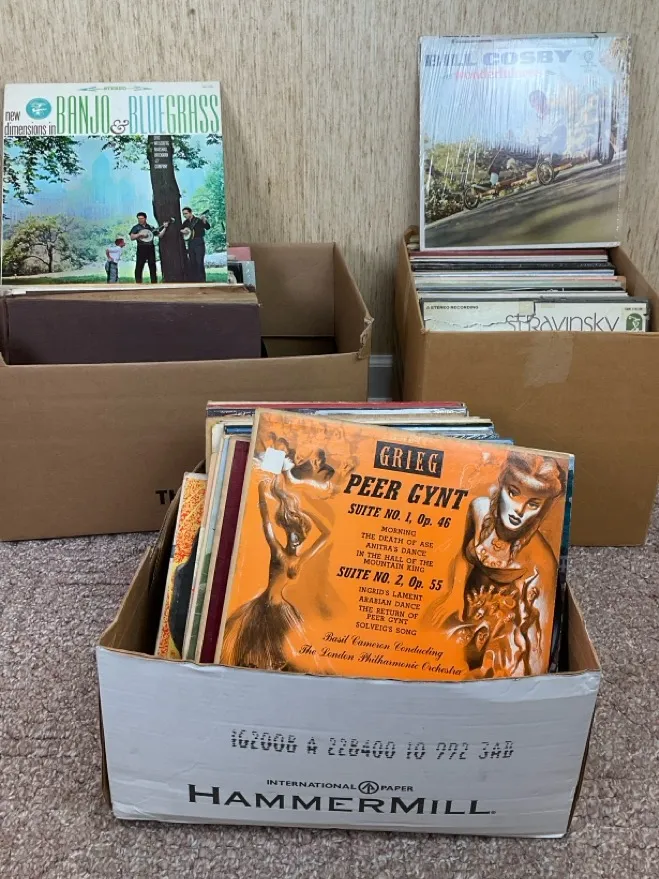 STEREO
new
dimensions in BANJO & BLUEGRASS
BILL COSBY
STEREO RECORDING
STRAVINSKY
GRIEG
PEER GYNT
SUITE NO. 1, Op. 46
MORNING
THE DEATH OF ASE
ANITRA'S DANCE
IN THE HALL OF THE
MOUNTAIN KING
SUITE NO. 2, Op. 55
INGRID'S LAMENT
ARABIAN DANCE
THE RETURN OF
PEER GYNT
SOLVEIG'S SONG
Basil Cameron Conducting
The London Philharmonic Orchestra
162008 A 228400 10 992 3AD
INTERNATIONAL PAPER
HAMMERMILL